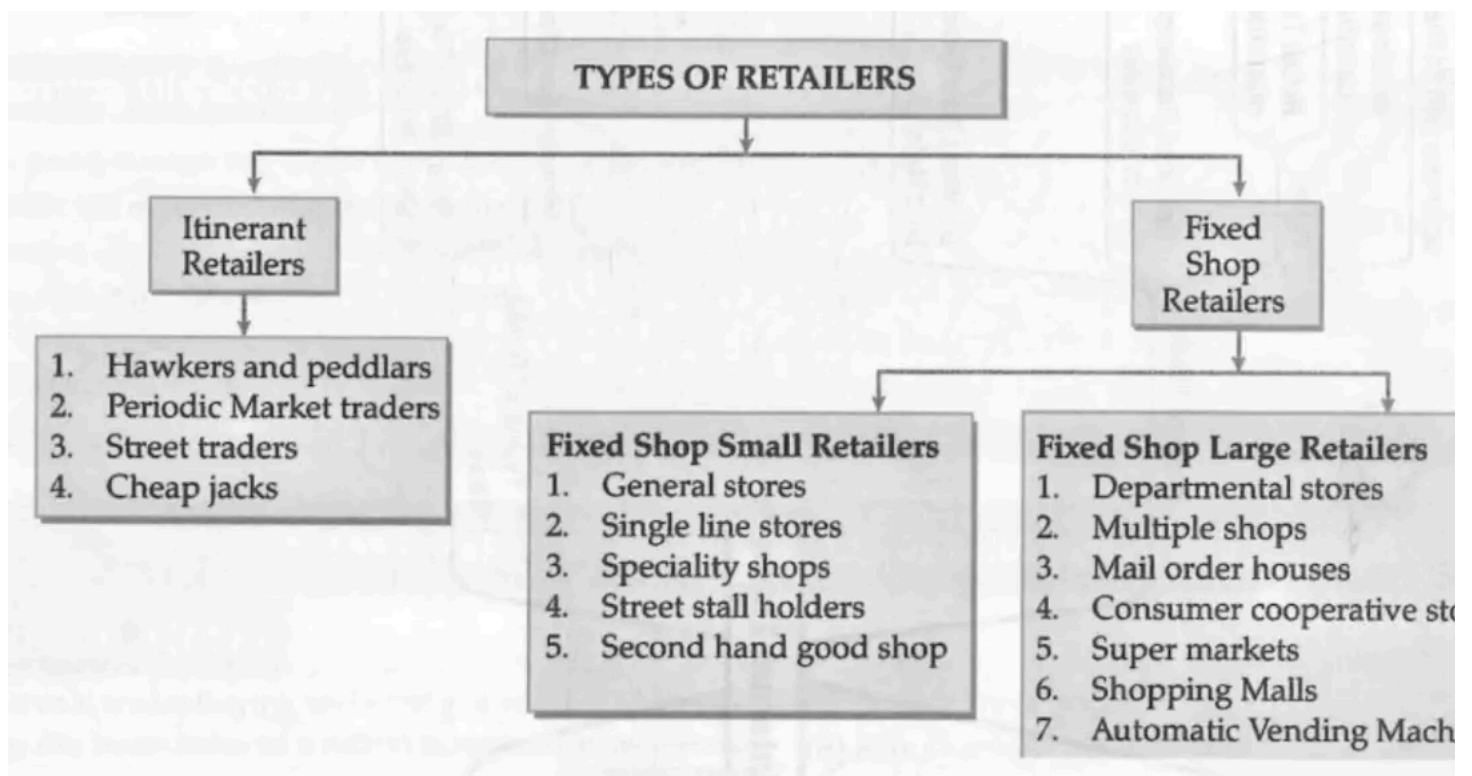 TYPES OF RETAILERS
Itinerant
Retailers
1. Hawkers and peddlars
2. Periodic Market traders
3. Street traders
4. Cheap jacks
Fixed
Shop
Retailers
Fixed Shop Small Retailers
1. General stores
2. Single line stores
3. Speciality shops
4. Street stall holders
5. Second hand good shop
Fixed Shop Large Retailers
1. Departmental stores
2. Multiple shops
3. Mail order houses
4. Consumer cooperative
5. Super markets
6. Shopping Malls
7. Automatic Vending